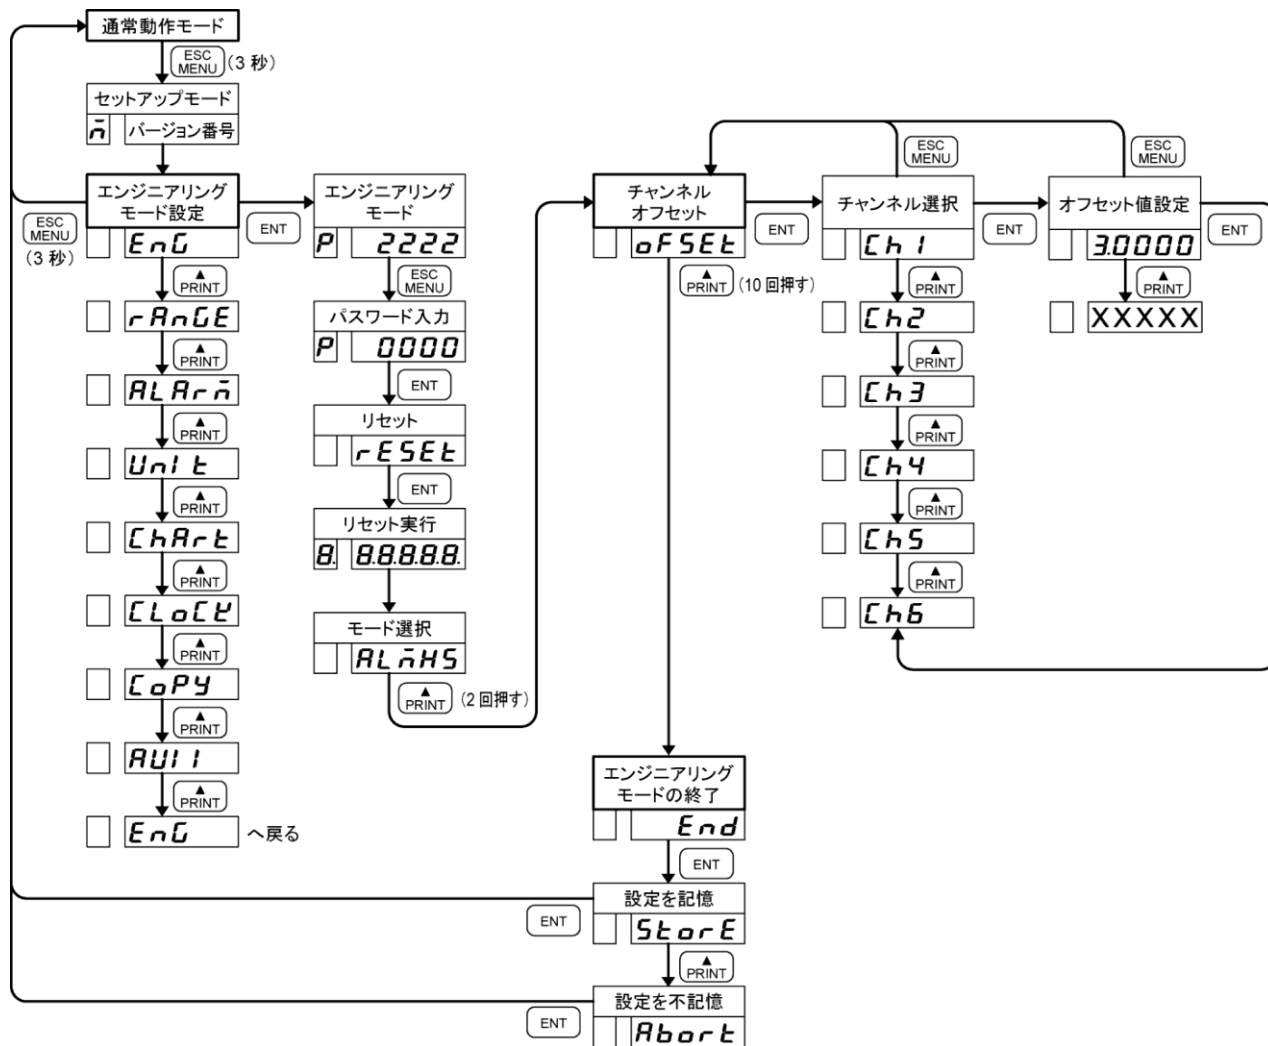 通常動作モード
ESC
MENU
(3 秒)
セットアップモード
n̄ バージョン番号
エンジニアリング
モード設定
EnG
ESC
MENU
(3 秒)
ENT
▲
PRINT
rAnGE
▲
PRINT
ALArn̄
▲
PRINT
UnIt
▲
PRINT
ChArt
▲
PRINT
CLoCK
▲
PRINT
CoPY
▲
PRINT
AUI1
▲
PRINT
EnG へ戻る
エンジニアリング
モード
P 2222
ESC
MENU
パスワード入力
P 0000
ENT
リセット
rESEt
ENT
リセット実行
8. 8.8.8.8.8.
モード選択
ALn̄HS
▲
PRINT
(2 回押す)
チャンネル
オフセット
oFSEt
ENT
▲
PRINT
(10 回押す)
ESC
MENU
チャンネル選択
Ch1
ENT
▲
PRINT
Ch2
▲
PRINT
Ch3
▲
PRINT
Ch4
▲
PRINT
Ch5
▲
PRINT
Ch6
ESC
MENU
オフセット値設定
3.0000
ENT
▲
PRINT
XXXXX
エンジニアリング
モードの終了
End
ENT
設定を記憶
StorE
ENT
▲
PRINT
設定を不記憶
Abort
ENT